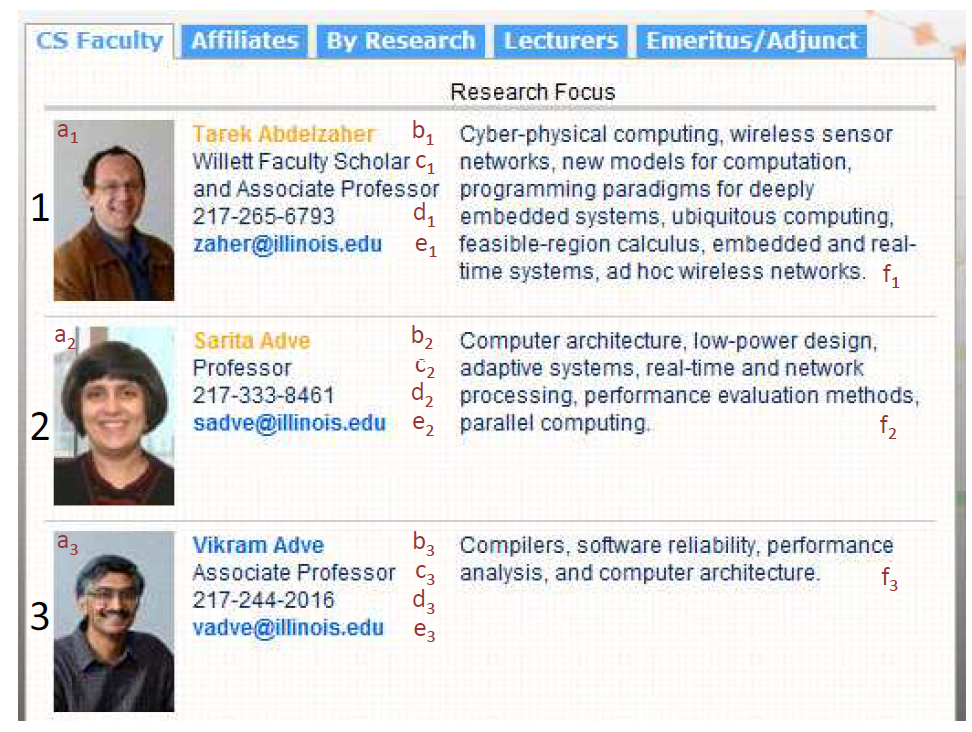 CS Faculty Affiliates By Research Lecturers Emeritus/Adjunct
Research Focus
1
a1
Tarek Abdelzaher b1
Willett Faculty Scholar c1
and Associate Professor
217-265-6793 d1
zaher@illinois.edu e1
Cyber-physical computing, wireless sensor
networks, new models for computation,
programming paradigms for deeply
embedded systems, ubiquitous computing,
feasible-region calculus, embedded and real-
time systems, ad hoc wireless networks. f1
2
a2
Sarita Adve b2
Professor c2
217-333-8461 d2
sadve@illinois.edu e2
Computer architecture, low-power design,
adaptive systems, real-time and network
processing, performance evaluation methods,
parallel computing. f2
3
a3
Vikram Adve b3
Associate Professor c3
217-244-2016 d3
vadve@illinois.edu e3
Compilers, software reliability, performance
analysis, and computer architecture. f3